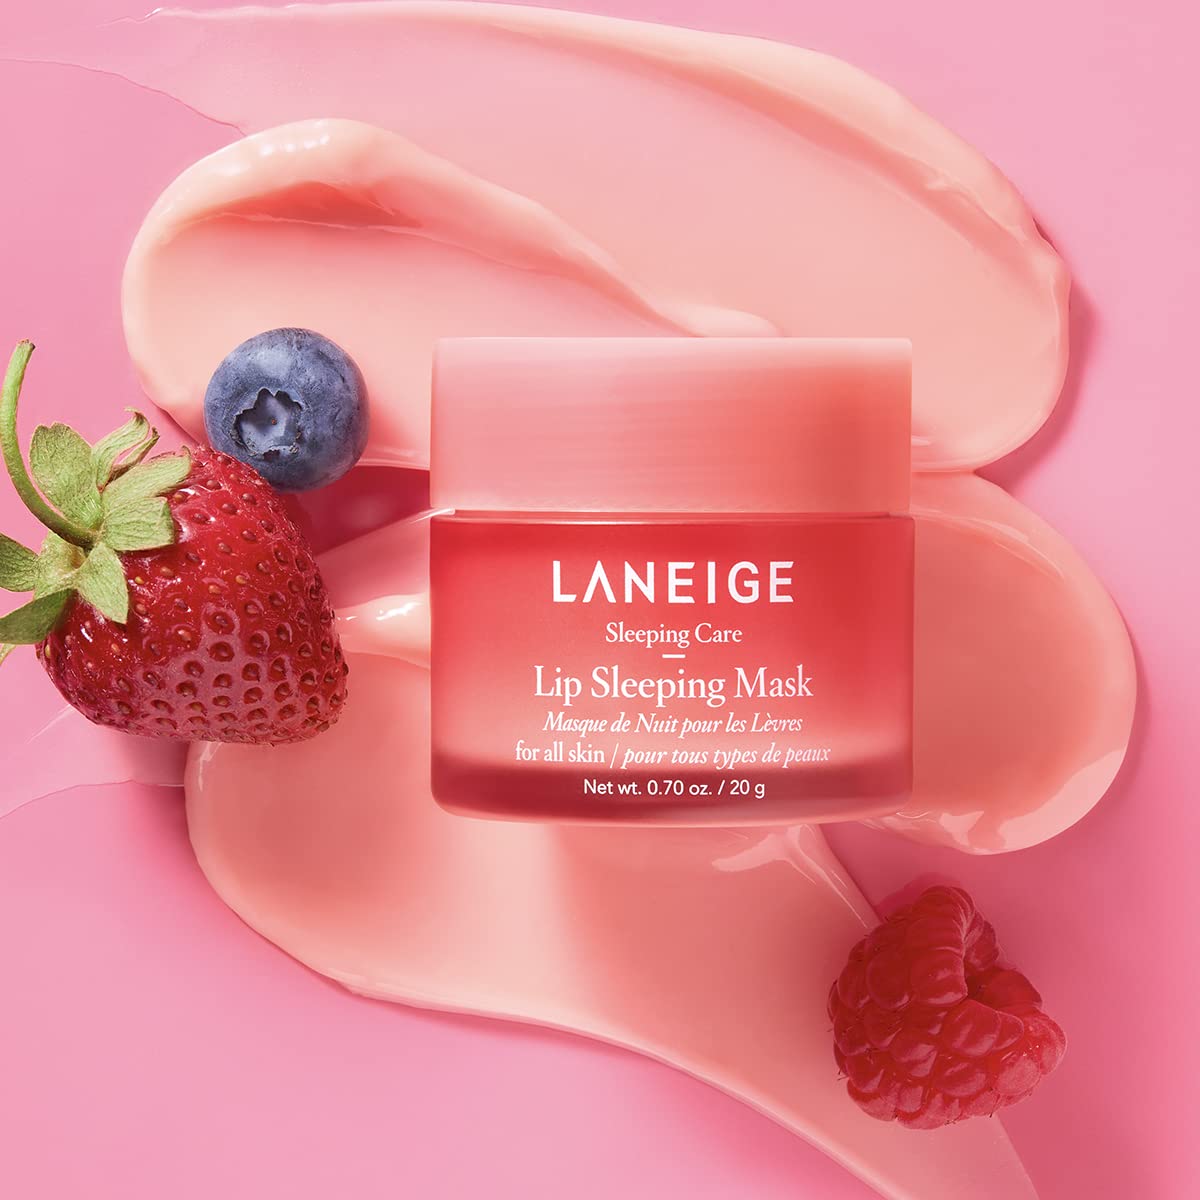 LANEIGE
Sleeping Care
Lip Sleeping Mask
Masque de Nuit pour les Lèvres
for all skin / pour tous types de peaux
Net wt. 0.70 oz. / 20 g